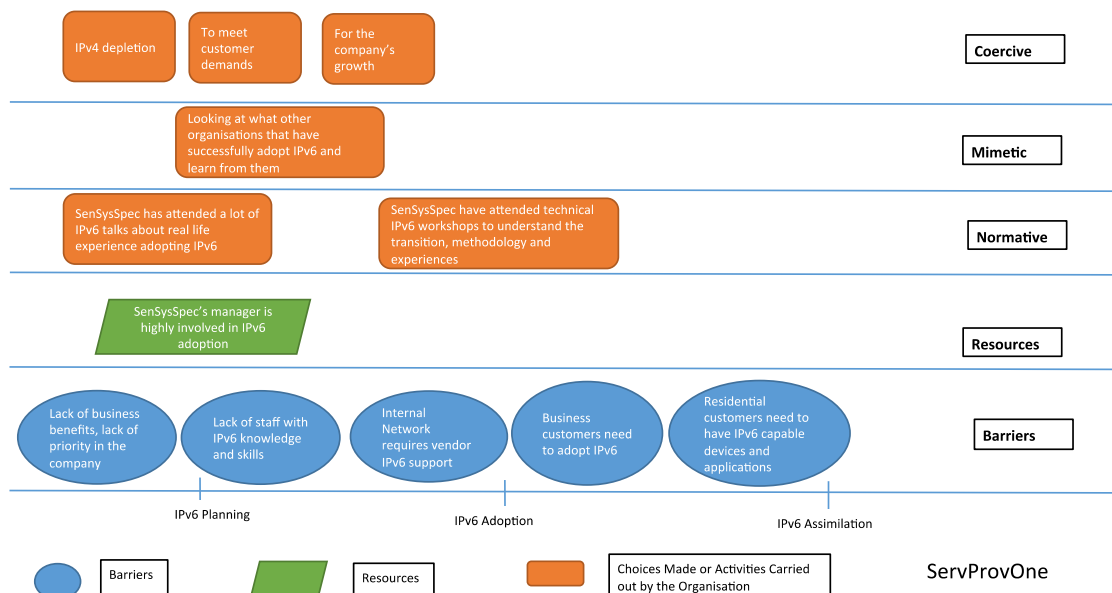 IPv4 depletion
To meet
customer
demands
For the
company's
growth
Coercive
Looking at what other
organisations that have
successfully adopt IPv6 and
learn from them
Mimetic
SenSysSpec has attended a lot of
IPv6 talks about real life
experience adopting IPv6
SenSysSpec have attended technical
IPv6 workshops to understand the
transition, methodology and
experiences
Normative
SenSysSpec's manager is
highly involved in IPv6
adoption
Resources
Lack of business
benefits, lack of
priority in the
company
Lack of staff with
IPv6 knowledge
and skills
Internal
Network
requires vendor
IPv6 support
Business
customers need
to adopt IPv6
Residential
customers need to
have IPv6 capable
devices and
applications
Barriers
IPv6 Planning
IPv6 Adoption
IPv6 Assimilation
Barriers
Resources
Choices Made or Activities Carried
out by the Organisation
ServProvOne